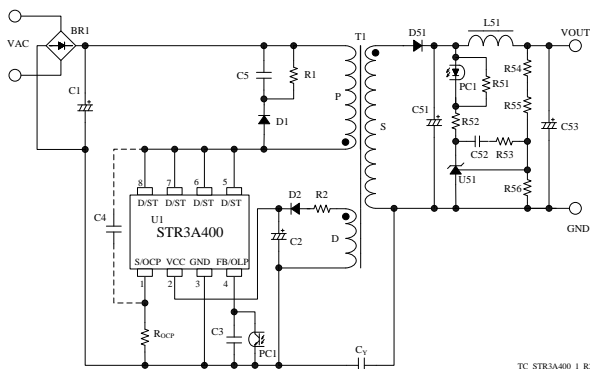 BR1
VAC
C1
C5
R1
D1
T1
P
S
D
D51
L51
VOUT
PC1
R51
R54
R55
C51
R52
C53
C52
R53
U51
R56
GND
D2
R2
C2
C4
8
7
6
5
D/ST
D/ST
D/ST
D/ST
U1
STR3A400
S/OCP
VCC
GND
FB/OLP
1
2
3
4
ROCP
C3
PC1
CY